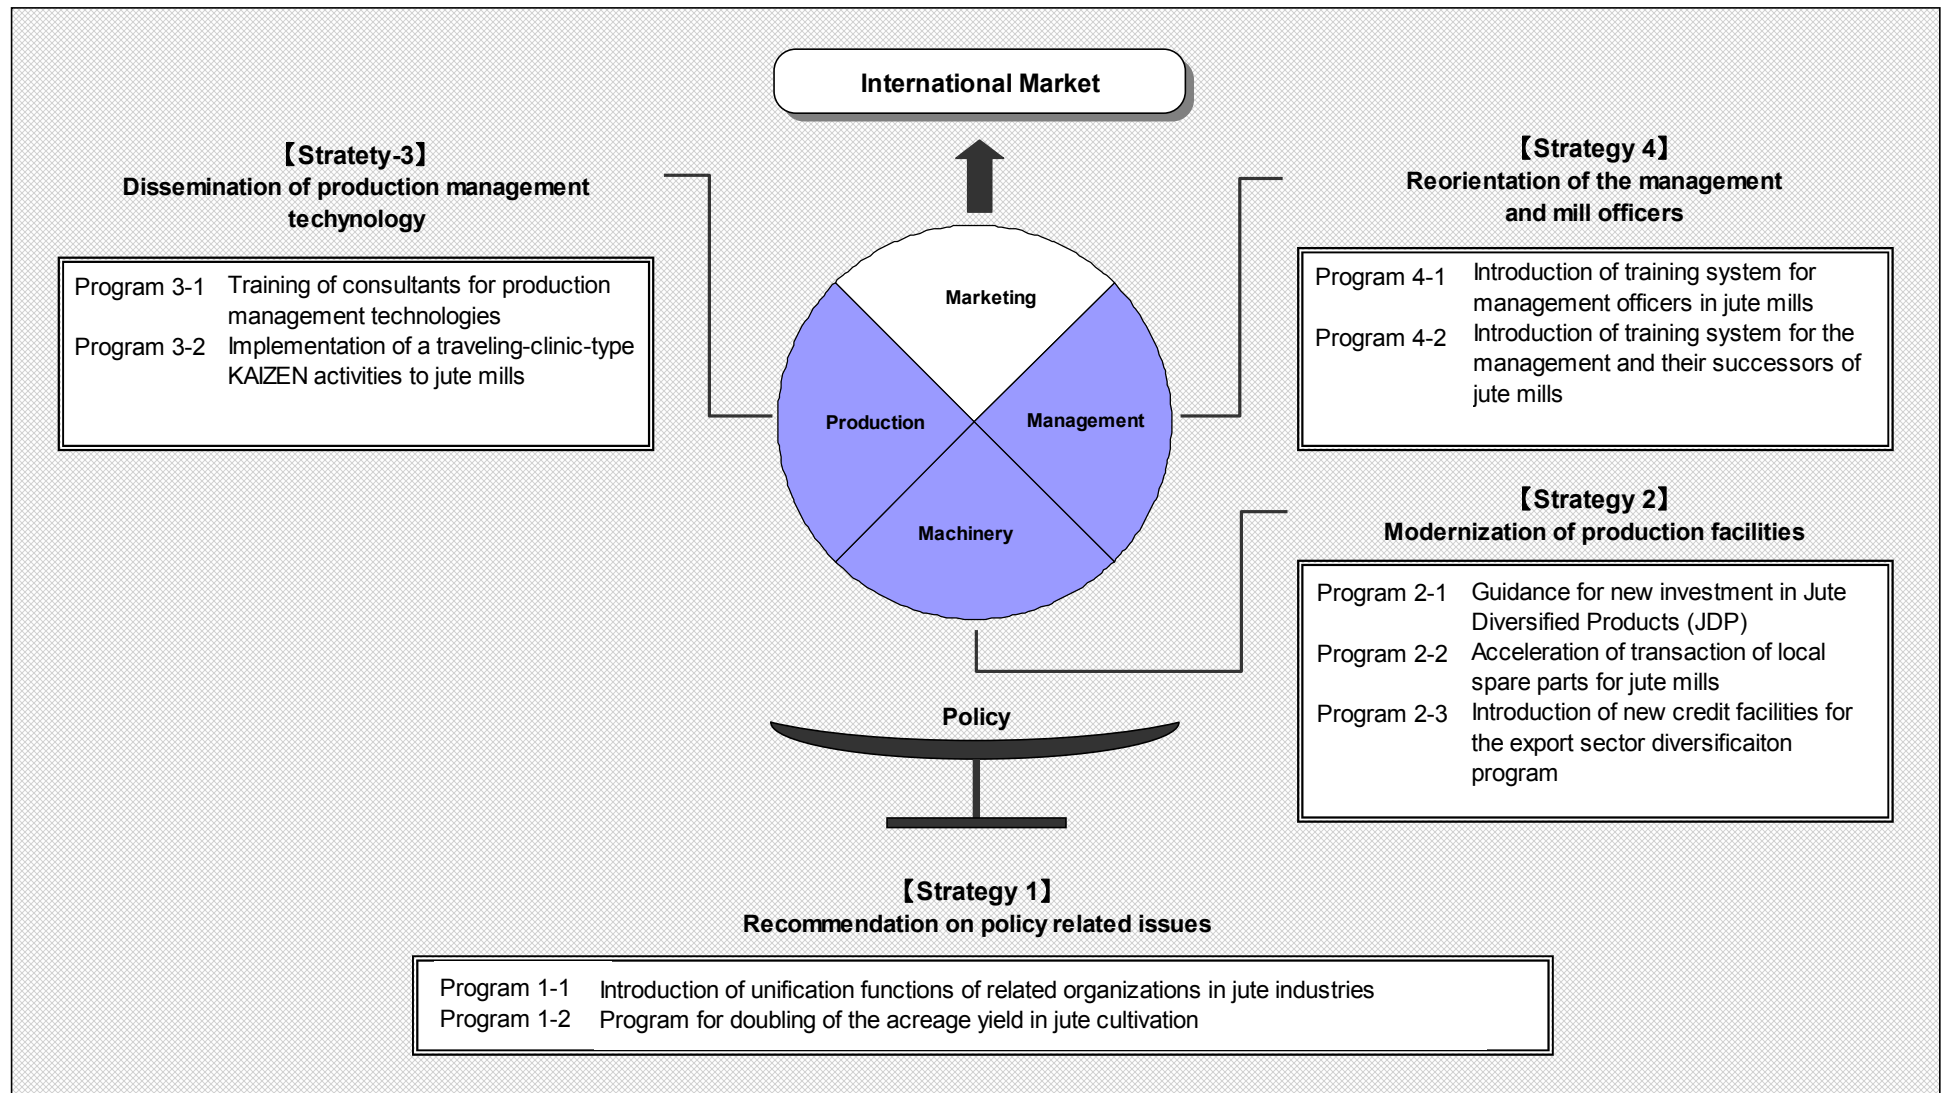 International Market
【Stratety-3】
Dissemination of production management
techynology
Program 3-1 Training of consultants for production
management technologies
Program 3-2 Implementation of a traveling-clinic-type
KAIZEN activities to jute mills
Marketing
Production
Management
Machinery
Policy
【Strategy 4】
Reorientation of the management
and mill officers
Program 4-1 Introduction of training system for
management officers in jute mills
Program 4-2 Introduction of training system for the
management and their successors of
jute mills
【Strategy 2】
Modernization of production facilities
Program 2-1 Guidance for new investment in Jute
Diversified Products (JDP)
Program 2-2 Acceleration of transaction of local
spare parts for jute mills
Program 2-3 Introduction of new credit facilities for
the export sector diversificaiton
program
【Strategy 1】
Recommendation on policy related issues
Program 1-1 Introduction of unification functions of related organizations in jute industries
Program 1-2 Program for doubling of the acreage yield in jute cultivation